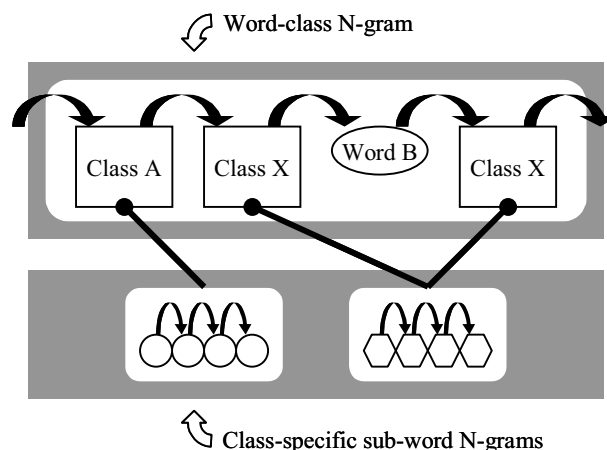 Word-class N-gram
Class A
Class X
Word B
Class X
Class-specific sub-word N-grams